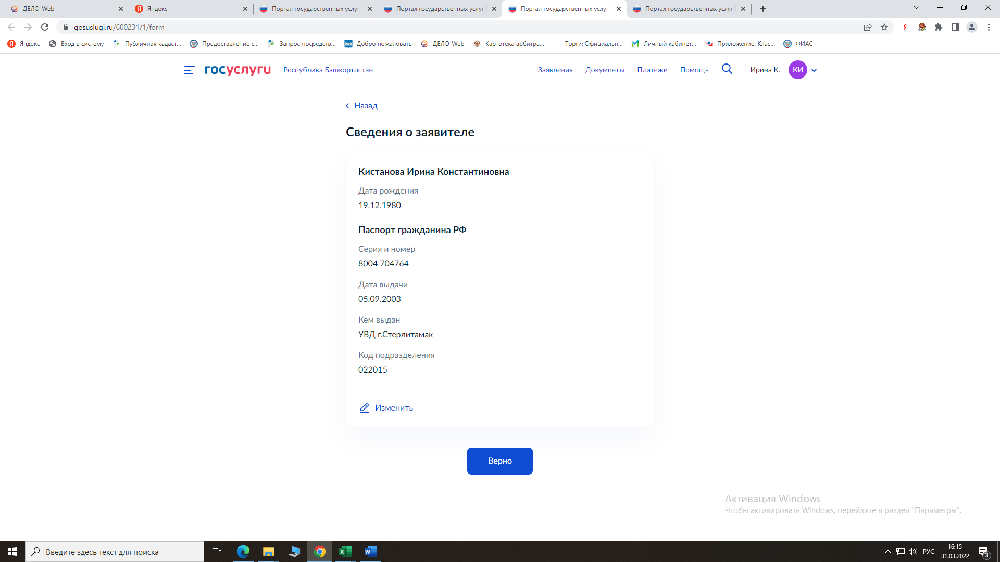 ДЕЛО-Web
Яндекс
Портал государственных услуг
Портал государственных услуг
Портал государственных услуг
Портал государственных услуг
gosuslugi.ru/600231/1/form
Яндекс
Вход в систему
Публичная кадаст...
Предоставление с...
Запрос посредств...
Добро пожаловать
ДЕЛО-Web
Картотека арбитра...
Торги: Официальн...
Личный кабинет...
Приложение. Клас...
ФИАС
госуслуги
Республика Башкортостан
Заявления
Документы
Платежи
Помощь
Ирина К.
КИ
Назад
Сведения о заявителе
Кистанова Ирина Константиновна
Дата рождения
19.12.1980
Паспорт гражданина РФ
Серия и номер
8004 704764
Дата выдачи
05.09.2003
Кем выдан
УВД г.Стерлитамак
Код подразделения
022015
Изменить
Верно
Активация Windows
Чтобы активировать Windows, перейдите в раздел "Параметры".
Введите здесь текст для поиска
РУС
16:15
31.03.2022
3